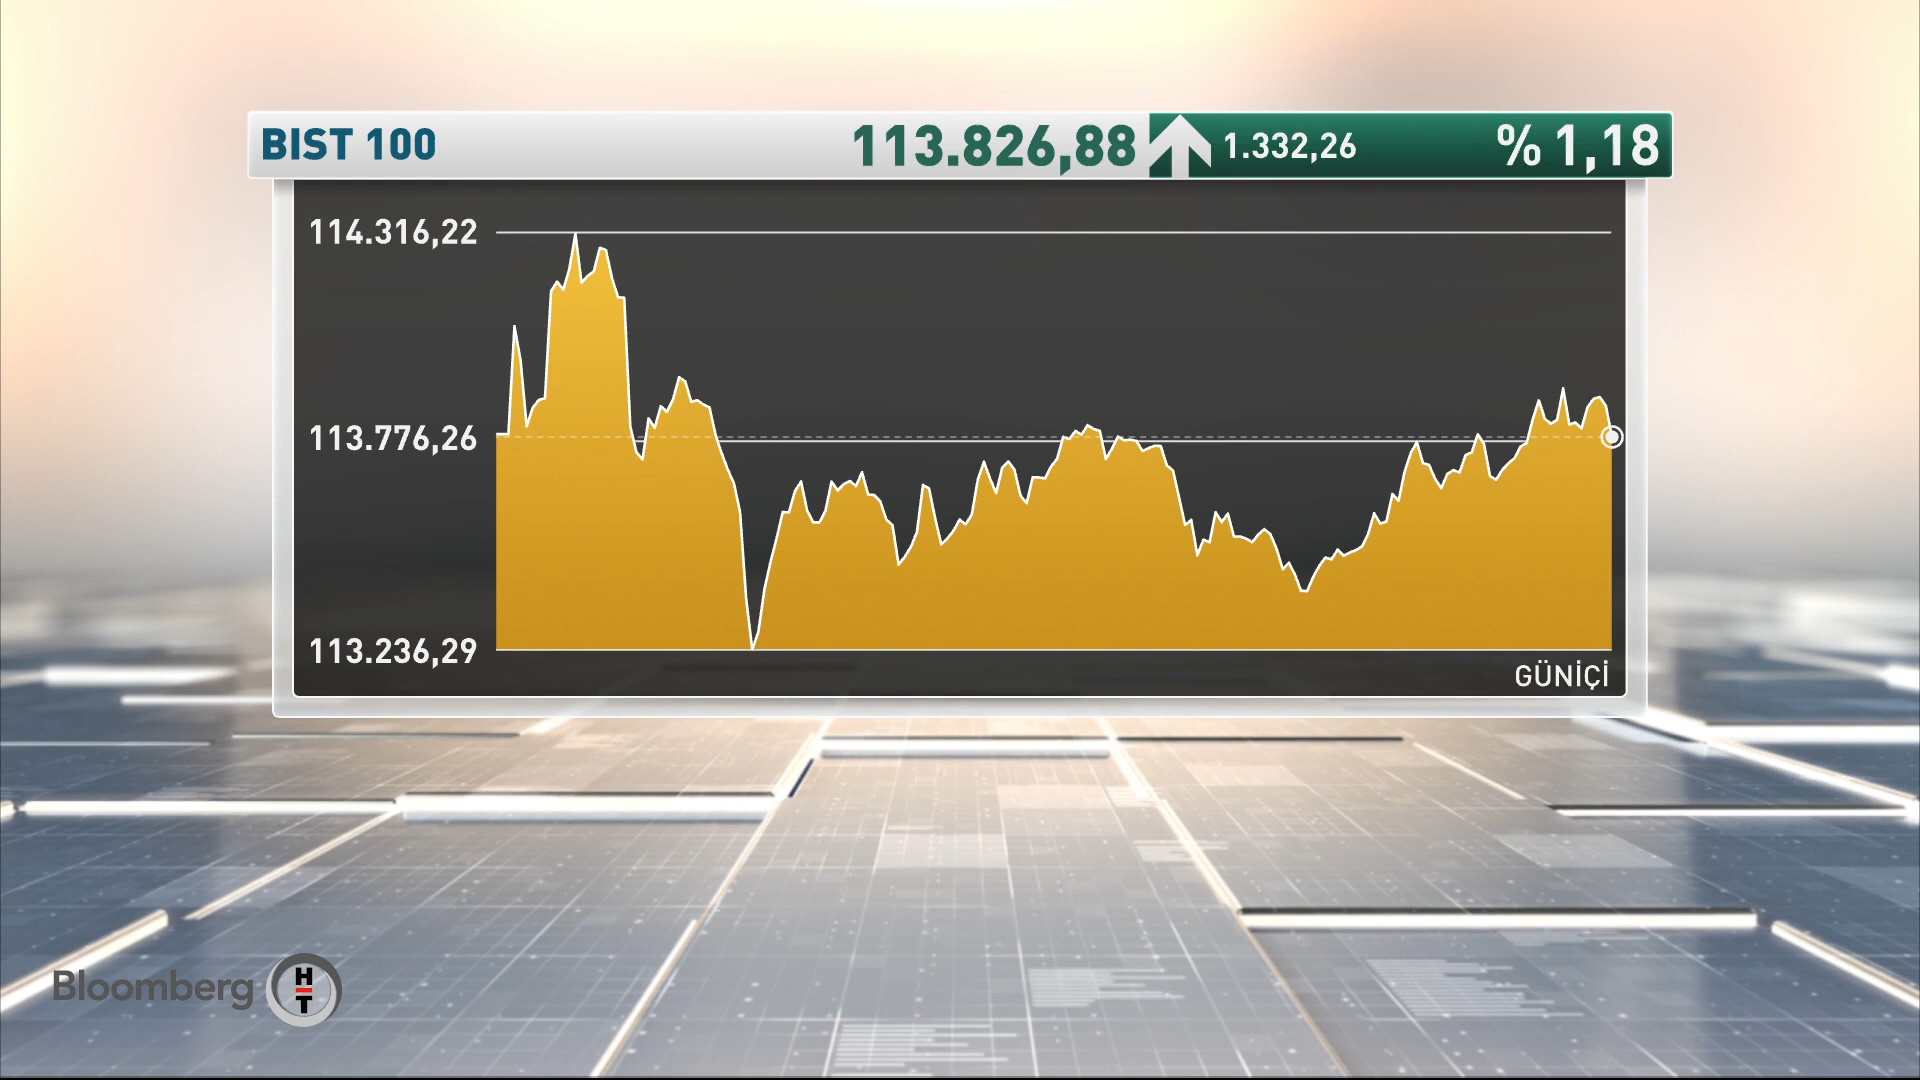 BIST 100 113.826,88 1.332,26 % 1,18
114.316,22
113.776,26
113.236,29
GÜNİÇİ
Bloomberg HT